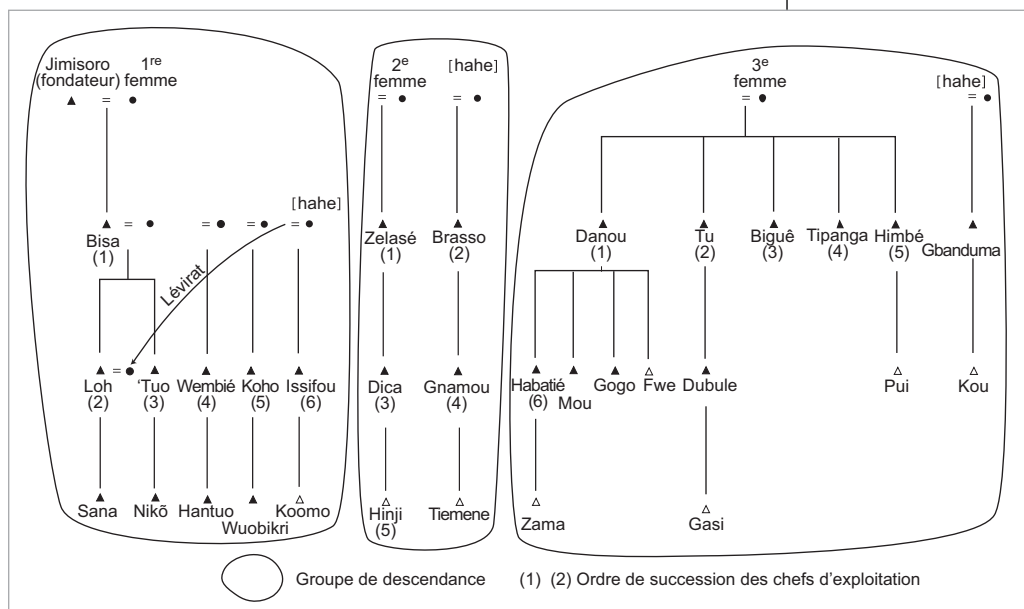 Jimisoro
(fondateur)
1re
femme
=
2e
femme
=
[hahe]
=
3e
femme
=
[hahe]
=
Bisa
(1)
=
=
=
[hahe]
=
Lévirat
Zelasé
(1)
Brasso
(2)
Danou
(1)
Tu
(2)
Biguê
(3)
Tipanga
(4)
Himbé
(5)
Gbanduma
Loh
(2)
=
'Tuo
(3)
Wembié
(4)
Koho
(5)
Issifou
(6)
Dica
(3)
Gnamou
(4)
Habatié
(6)
Mou
Gogo
Fwe
Dubule
Pui
Kou
Sana
Nikõ
Hantuo
Wuobikri
Koomo
Hinji
(5)
Tiemene
Zama
Gasi
Groupe de descendance
(1) (2) Ordre de succession des chefs d'exploitation